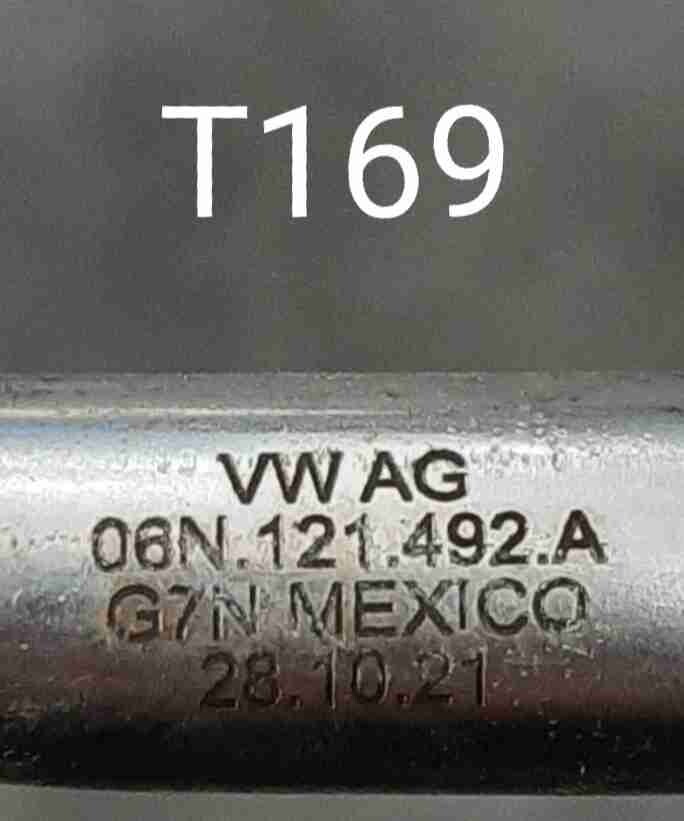 T169
VW AG
06N.121.492.A
G7N MEXICO
28.10.21